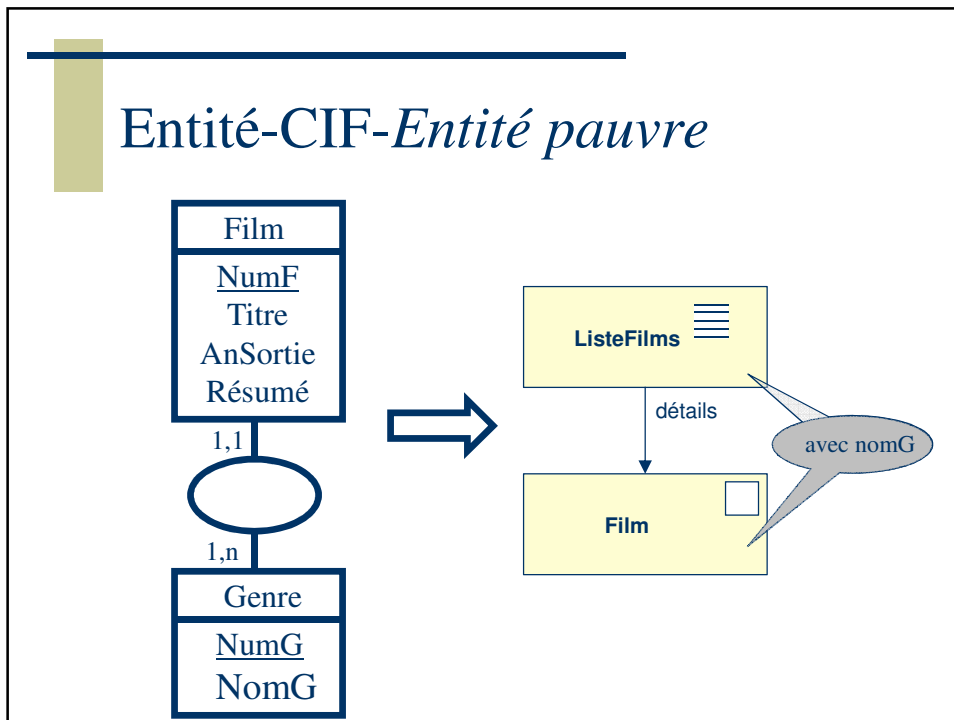 Entité-CIF-Entité pauvre
Film
NumF
Titre
AnSortie
Résumé
1,1
1,n
Genre
NumG
NomG
ListeFilms
détails
avec nomG
Film